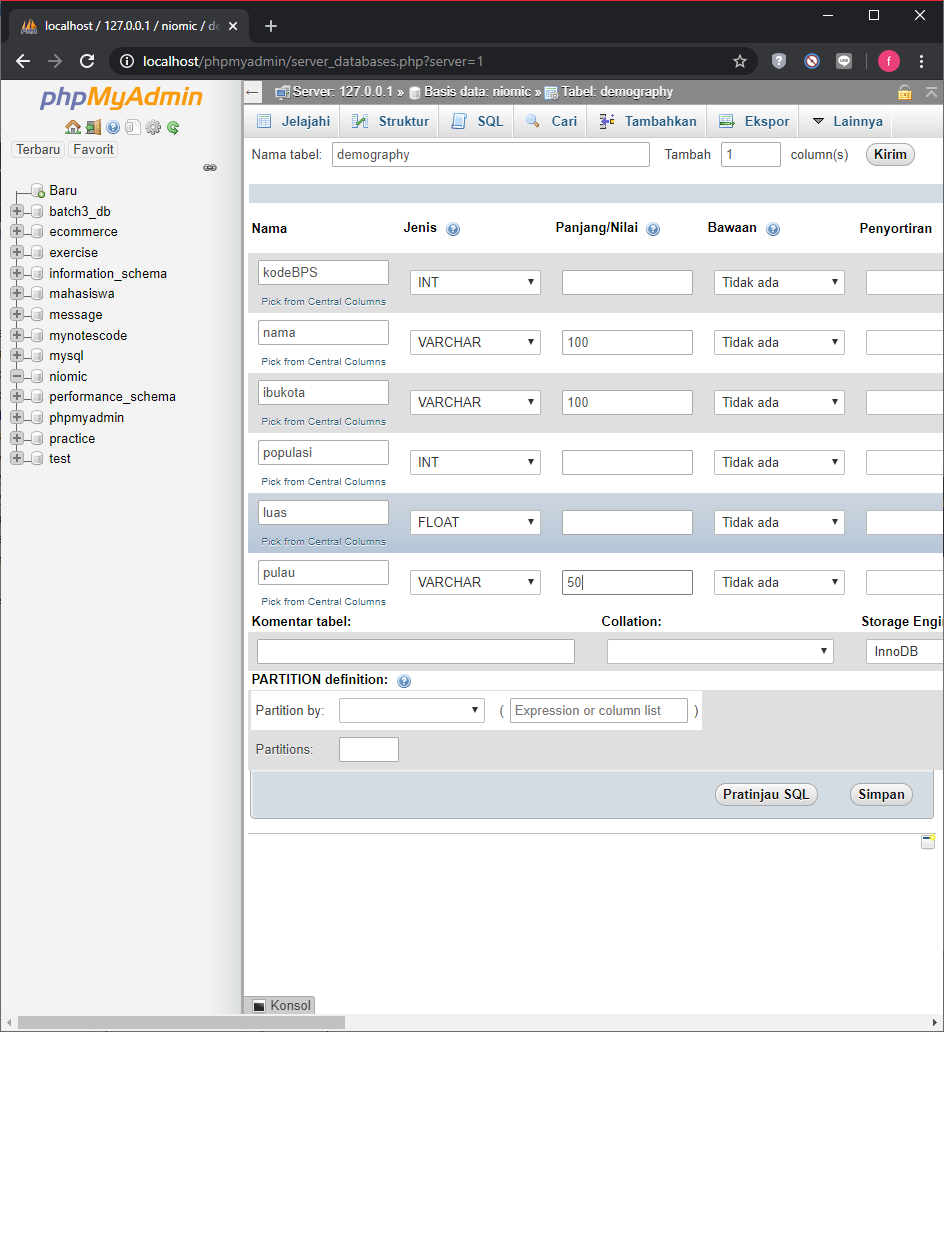 localhost / 127.0.0.1 / niomic / de
localhost/phpmyadmin/server_databases.php?server=1
f
phpMyAdmin
Terbaru Favorit
Baru
batch3_db
ecommerce
exercise
information_schema
mahasiswa
message
mynotescode
mysql
niomic
performance_schema
phpmyadmin
practice
test
Server: 127.0.0.1 » Basis data: niomic » Tabel: demography
Jelajahi Struktur SQL Cari Tambahkan Ekspor Lainnya
Nama tabel: demography Tambah 1 column(s) Kirim
Nama Jenis Panjang/Nilai Bawaan Penyortiran
kodeBPS INT Tidak ada
Pick from Central Columns
nama VARCHAR 100 Tidak ada
Pick from Central Columns
ibukota VARCHAR 100 Tidak ada
Pick from Central Columns
populasi INT Tidak ada
Pick from Central Columns
luas FLOAT Tidak ada
Pick from Central Columns
pulau VARCHAR 50 Tidak ada
Pick from Central Columns
Komentar tabel: Collation: Storage Engi
InnoDB
PARTITION definition:
Partition by: ( Expression or column list )
Partitions:
Pratinjau SQL Simpan
Konsol